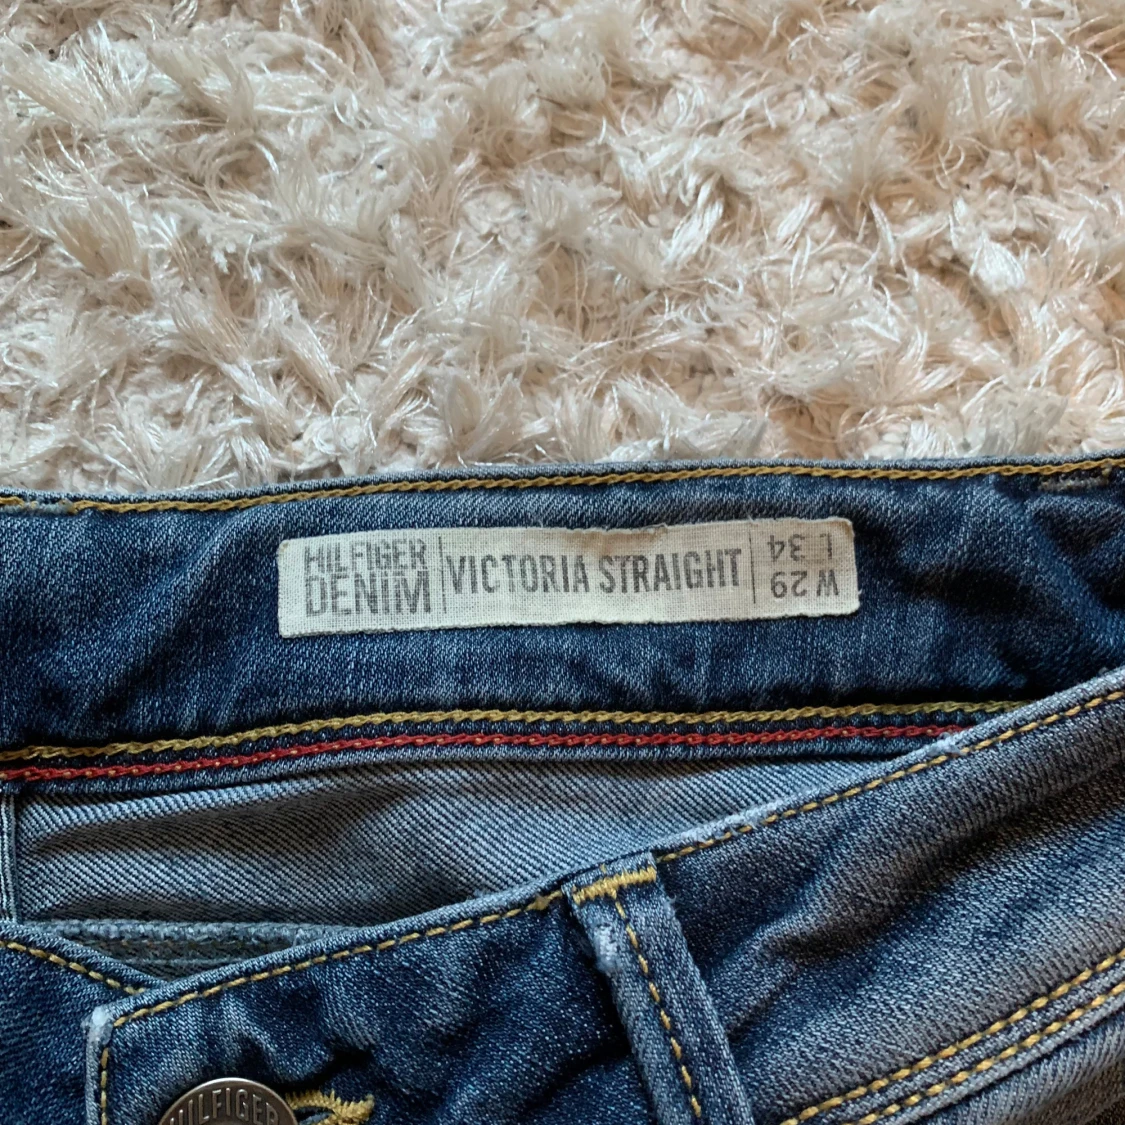 HILFIGER
DENIM
VICTORIA STRAIGHT
W 29
L 34
HILFIGER